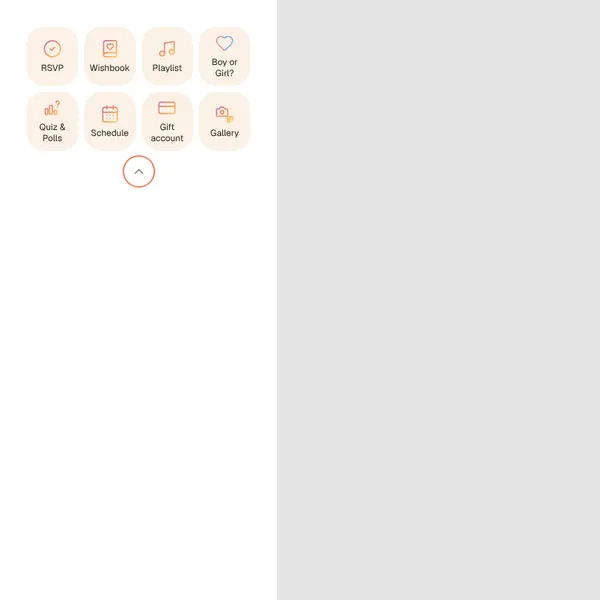 RSVP
Wishbook
Playlist
Boy or
Girl?
?
Quiz &
Polls
Schedule
Gift
account
Gallery